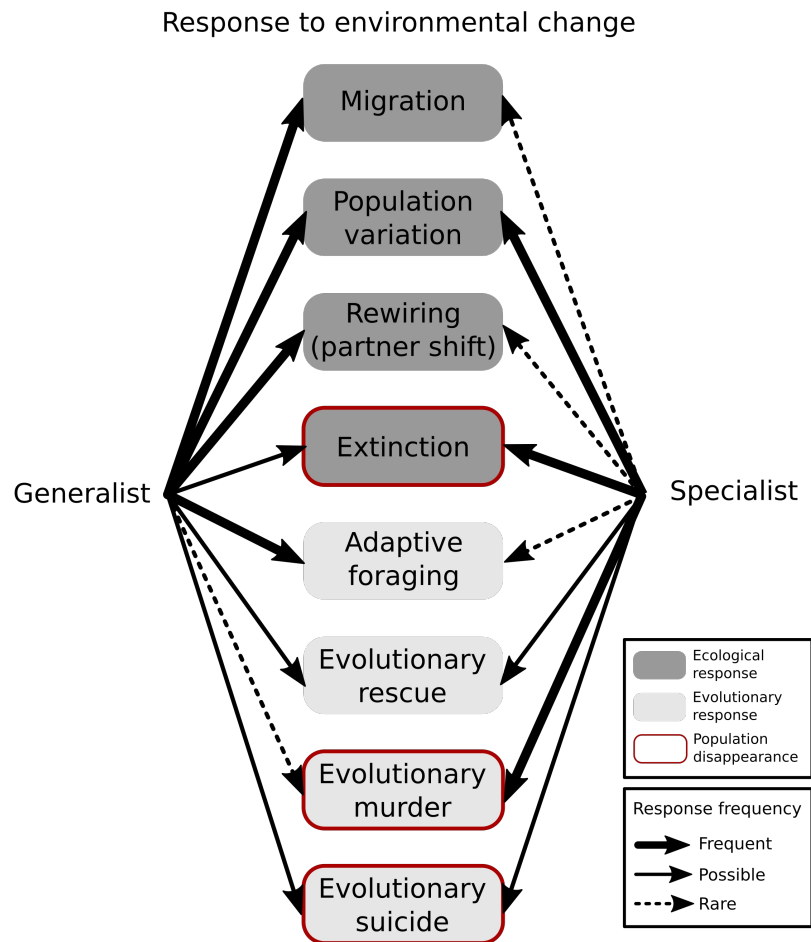 Response to environmental change
Migration
Population
variation
Rewiring
(partner shift)
Extinction
Generalist
Specialist
Adaptive
foraging
Evolutionary
rescue
Evolutionary
murder
Evolutionary
suicide
Ecological
response
Evolutionary
response
Population
disappearance
Response frequency
Frequent
Possible
Rare